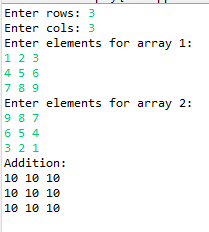 Enter rows: 3
Enter cols: 3
Enter elements for array 1:
1 2 3
4 5 6
7 8 9
Enter elements for array 2:
9 8 7
6 5 4
3 2 1
Addition:
10 10 10
10 10 10
10 10 10